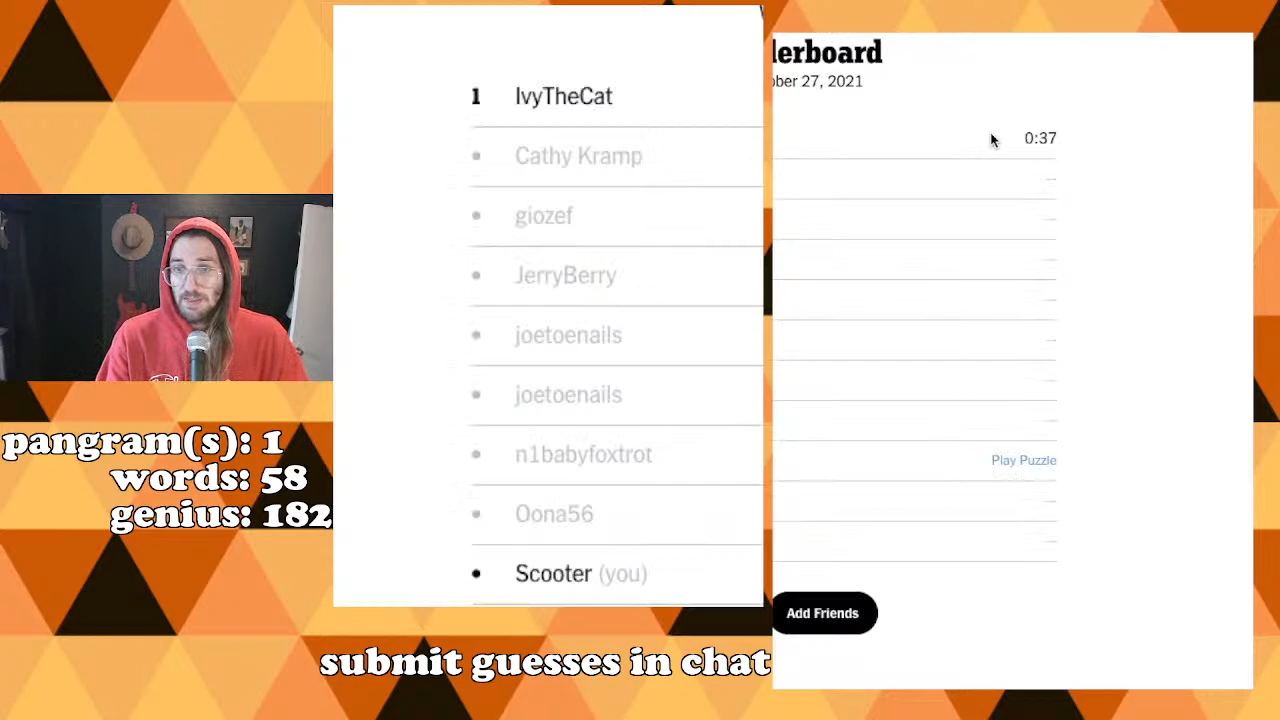 1 IvyTheCat
• Cathy Kramp
• giozef
• JerryBerry
• joetoenails
• joetoenails
• n1babyfoxtrot
• Oona56
• Scooter (you)
lerboard
ber 27, 2021
0:37
Play Puzzle
Add Friends
pangram(s): 1
words: 58
genius: 182
submit guesses in chat